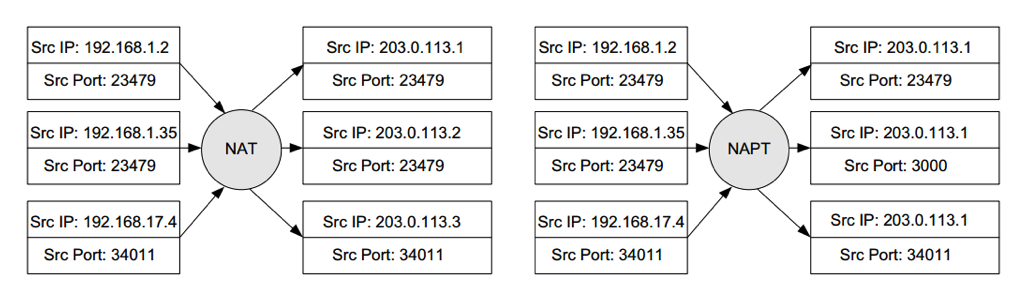 Src IP: 192.168.1.2
Src Port: 23479
Src IP: 192.168.1.35
Src Port: 23479
Src IP: 192.168.17.4
Src Port: 34011
NAT
Src IP: 203.0.113.1
Src Port: 23479
Src IP: 203.0.113.2
Src Port: 23479
Src IP: 203.0.113.3
Src Port: 34011
Src IP: 192.168.1.2
Src Port: 23479
Src IP: 192.168.1.35
Src Port: 23479
Src IP: 192.168.17.4
Src Port: 34011
NAPT
Src IP: 203.0.113.1
Src Port: 23479
Src IP: 203.0.113.1
Src Port: 3000
Src IP: 203.0.113.1
Src Port: 34011